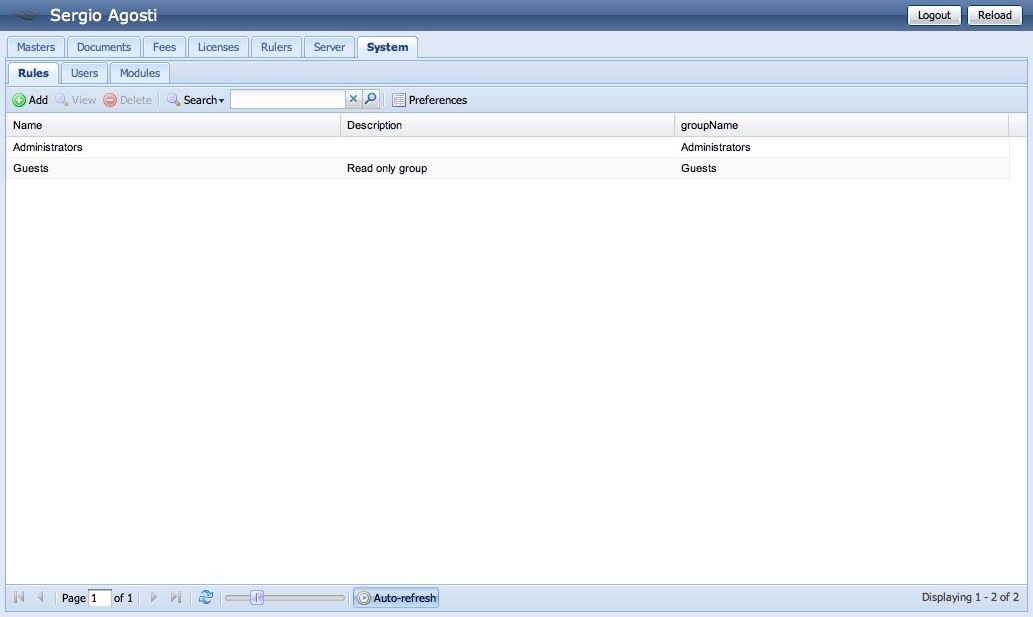 Sergio Agosti
Logout Reload
Masters Documents Fees Licenses Rulers Server System
Rules Users Modules
Add View Delete Search Preferences
Name Description groupName
Administrators Administrators
Guests Read only group Guests
Page 1 of 1 Auto-refresh Displaying 1 - 2 of 2